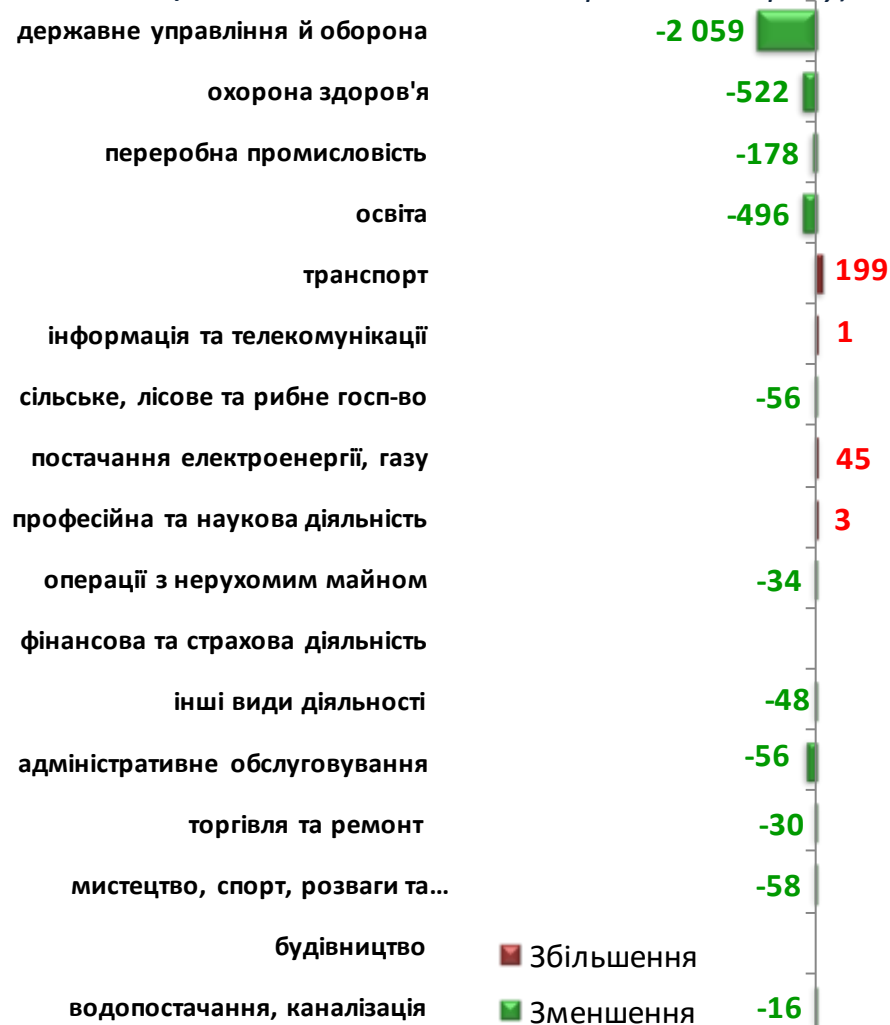 державне управління й оборона -2 059
охорона здоров'я -522
переробна промисловість -178
освіта -496
транспорт 199
інформація та телекомунікації 1
сільське, лісове та рибне госп-во -56
постачання електроенергії, газу 45
професійна та наукова діяльність 3
операції з нерухомим майном -34
фінансова та страхова діяльність
інші види діяльності -48
адміністративне обслуговування -56
торгівля та ремонт -30
мистецтво, спорт, розваги та…
-58
будівництво
Збільшення
водопостачання, каналізація
Зменшення
-16